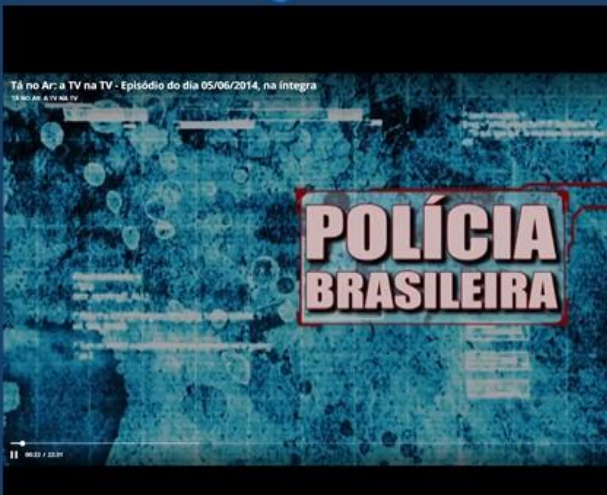 Tá no Ar: a TV na TV - Episódio do dia 05/06/2014, na íntegra
TÁ NO AR: A TV NA TV
POLÍCIA
BRASILEIRA
00:22 / 22:31